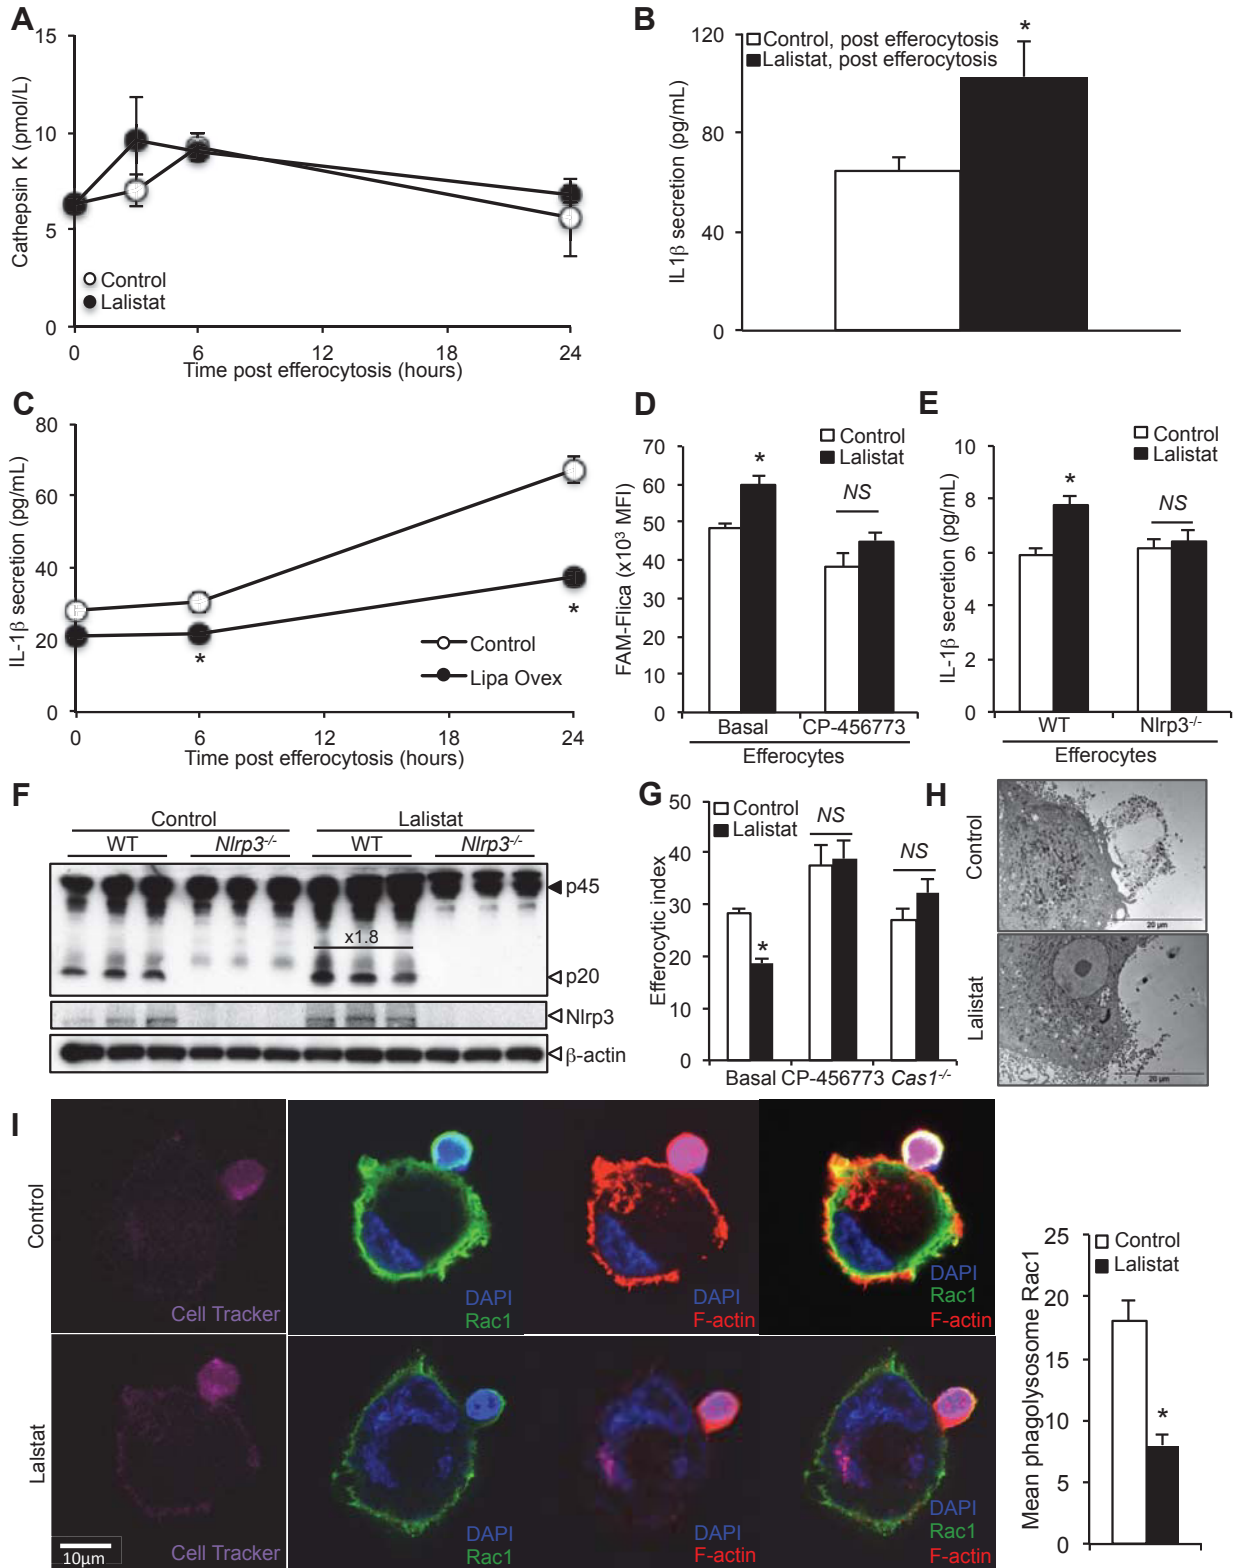 A
15
10
5
0
Cathepsin K (pmol/L)
Control
Lalistat
0 6 12 18 24
Time post efferocytosis (hours)
B
120
80
40
0
IL1β secretion (pg/mL)
Control, post efferocytosis
Lalistat, post efferocytosis
*
C
80
60
40
20
0
IL-1β secretion (pg/mL)
*
*
Control
Lipa Ovex
0 6 12 18 24
Time post efferocytosis (hours)
D
Control
Lalistat
70
60
50
40
30
20
10
0
FAM-Flica (x10³ MFI)
*
NS
Basal CP-456773
Efferocytes
E
Control
Lalistat
10
8
6
4
2
0
IL-1β secretion (pg/mL)
*
NS
WT Nlrp3-/-
Efferocytes
F
Control Lalistat
WT Nlrp3-/- WT Nlrp3-/-
p45
x1.8
p20
Nlrp3
β-actin
G
50
40
30
20
10
0
Efferocytic index
Control
Lalistat
*
NS
NS
Basal CP-456773 Cas1-/-
H
Control
20 µm
Lalistat
20 µm
I
Control
Cell Tracker
DAPI
Rac1
DAPI
F-actin
DAPI
Rac1
F-actin
Lalstat
10µm
Cell Tracker
DAPI
Rac1
DAPI
F-actin
DAPI
Rac1
F-actin
25
20
15
10
5
0
Mean phagolysosome Rac1
Control
Lalistat
*